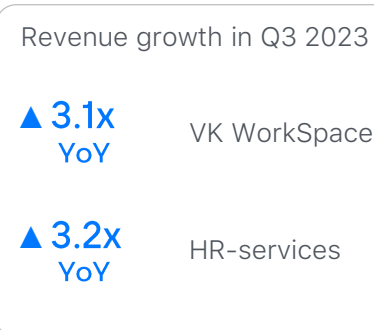 Revenue growth in Q3 2023
▲ 3.1x
YoY
VK WorkSpace
▲ 3.2x
YoY
HR-services